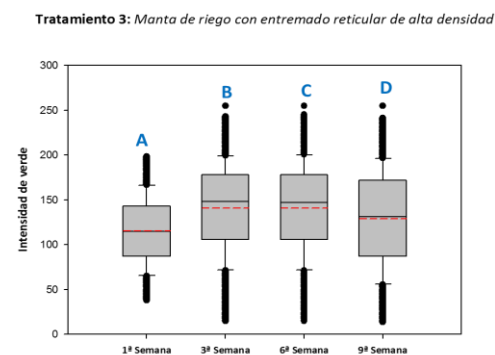 Tratamiento 3: Manta de riego con entremado reticular de alta densidad
300
250
200
150
100
50
0
Intensidad de verde
A
B
C
D
1ª Semana 3ª Semana 6ª Semana 9ª Semana